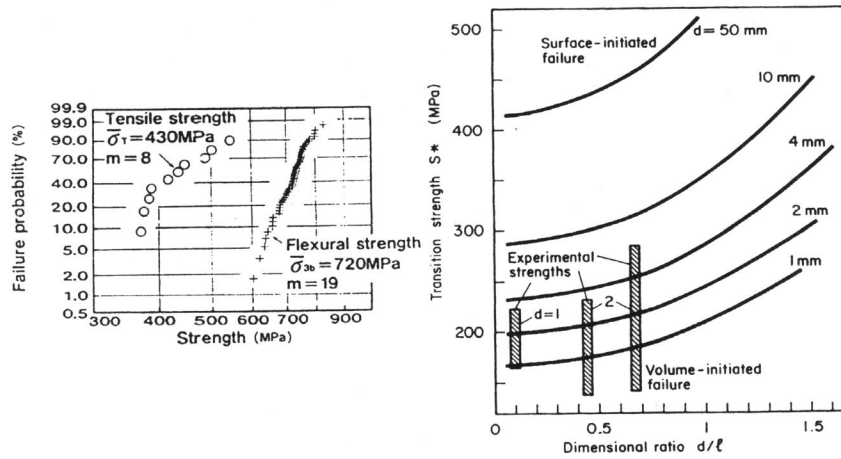 Failure probability (%)
99.9
99.0
90.0
70.0
40.0
20.0
10.0
5.0
2.0
1.0
0.5
Tensile strength
σ̅T=430MPa
m=8
Flexural strength
σ̅3b=720MPa
m=19
300 400 500 600 700 900
Strength (MPa)
Transition strength S* (MPa)
500
400
300
200
Surface-initiated
failure
d=50 mm
10 mm
4 mm
2 mm
1 mm
Experimental
strengths
d=1
2
Volume-initiated
failure
0 0.5 1 1.5
Dimensional ratio d/ℓ